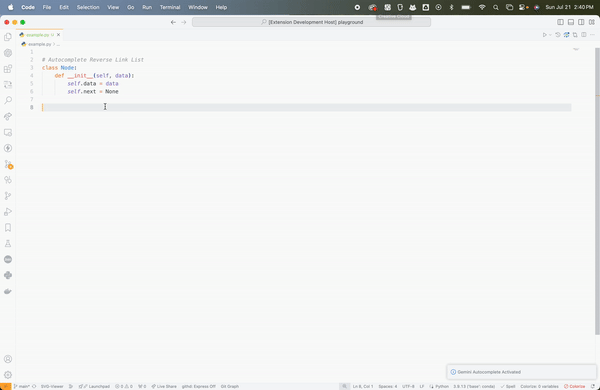 Code File Edit Selection View Go Run Terminal Window Help Sun Jul 21 2:40PM
[Extension Development Host] playground
example.py
example.py > ...
1
2 # Autocomplete Reverse Link List
3 class Node:
4 def __init__(self, data):
5 self.data = data
6 self.next = None
7
8
Gemini Autocomplete Activated
main* SVG-Viewer Launchpad 0 0 0 Live Share gitlist: Express Off Git Graph Ln 8, Col 1 Spaces: 4 UTF-8 LF Python 3.8.13 ('base': conda) Spell Colorize: 0 variables Colorize